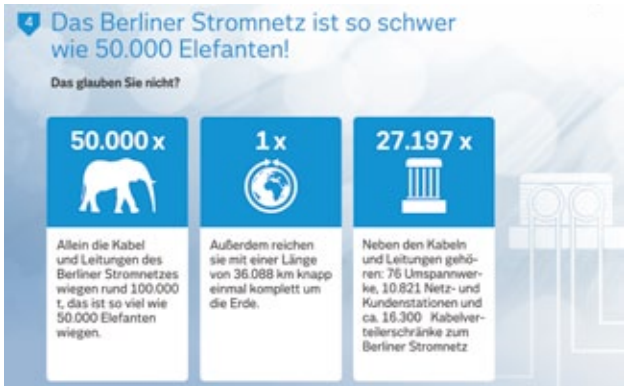 4
Das Berliner Stromnetz ist so schwer
wie 50.000 Elefanten!
Das glauben Sie nicht?
50.000 x
Allein die Kabel
und Leitungen des
Berliner Stromnetzes
wiegen rund 100.000
t, das ist so viel wie
50.000 Elefanten
wiegen.
1 x
Außerdem reichen
sie mit einer Länge
von 36.088 km knapp
einmal komplett um
die Erde.
27.197 x
Neben den Kabeln
und Leitungen gehö-
ren: 76 Umspannwer-
ke, 10.821 Netz- und
Kundenstationen und
ca. 16.300 Kabelver-
teilerschränke zum
Berliner Stromnetz